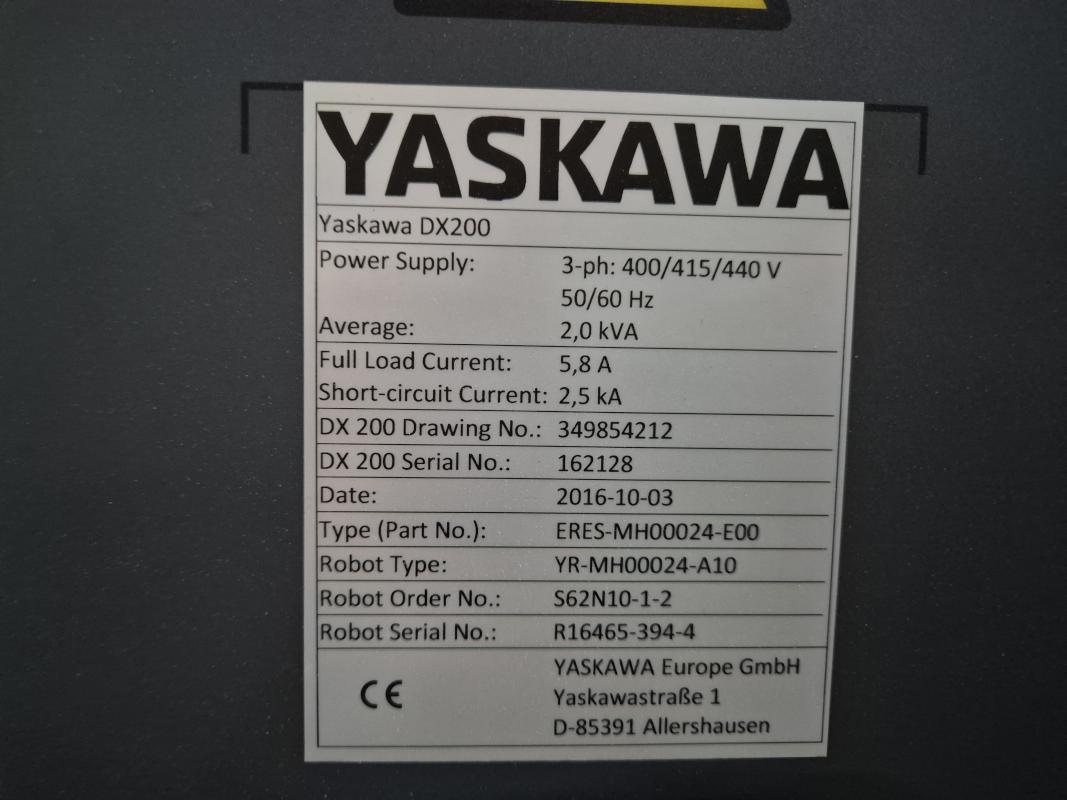 YASKAWA
Yaskawa DX200
Power Supply: 3-ph: 400/415/440 V
50/60 Hz
Average: 2,0 kVA
Full Load Current: 5,8 A
Short-circuit Current: 2,5 kA
DX 200 Drawing No.: 349854212
DX 200 Serial No.: 162128
Date: 2016-10-03
Type (Part No.): ERES-MH00024-E00
Robot Type: YR-MH00024-A10
Robot Order No.: S62N10-1-2
Robot Serial No.: R16465-394-4
YASKAWA Europe GmbH
CE Yaskawastraße 1
D-85391 Allershausen